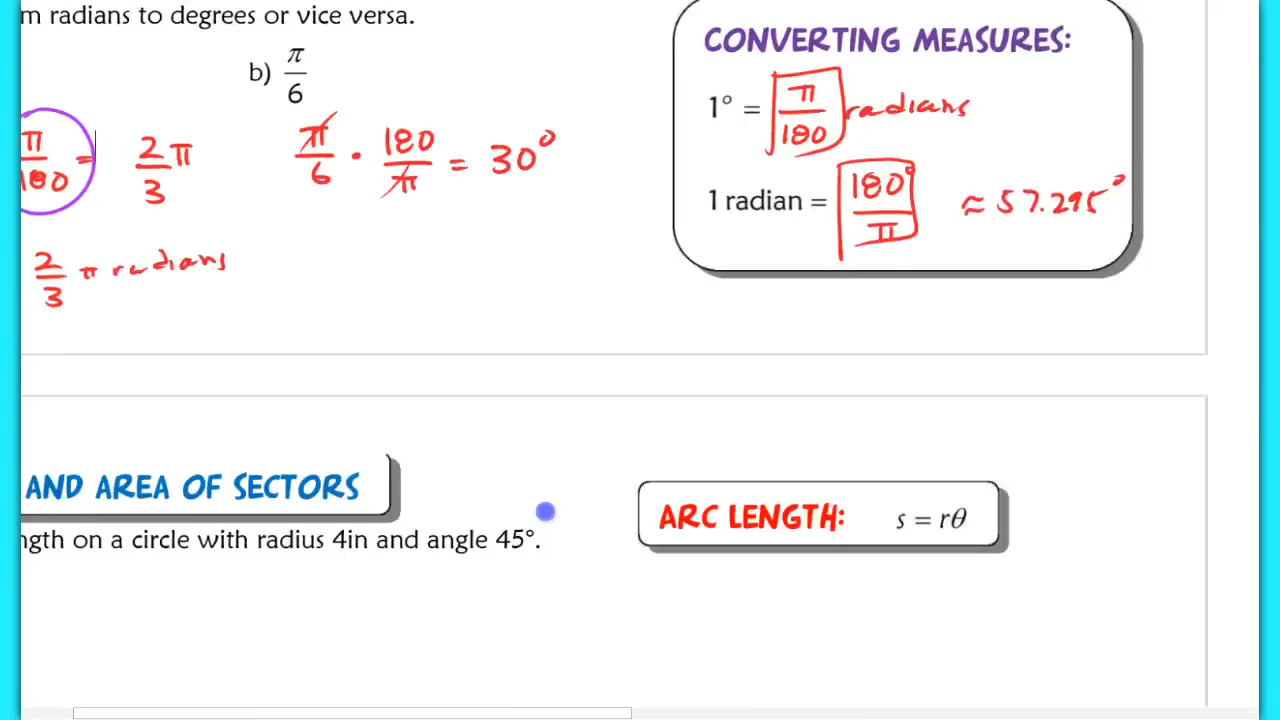 m radians to degrees or vice versa.
b) π/6
π/180 = 2/3 π
π/6 · 180/π = 30°
2/3 π radians
CONVERTING MEASURES:
1° = π/180 radians
1 radian = 180°/π ≈ 57.295°
AND AREA OF SECTORS
ngth on a circle with radius 4in and angle 45°.
ARC LENGTH: s = rθ